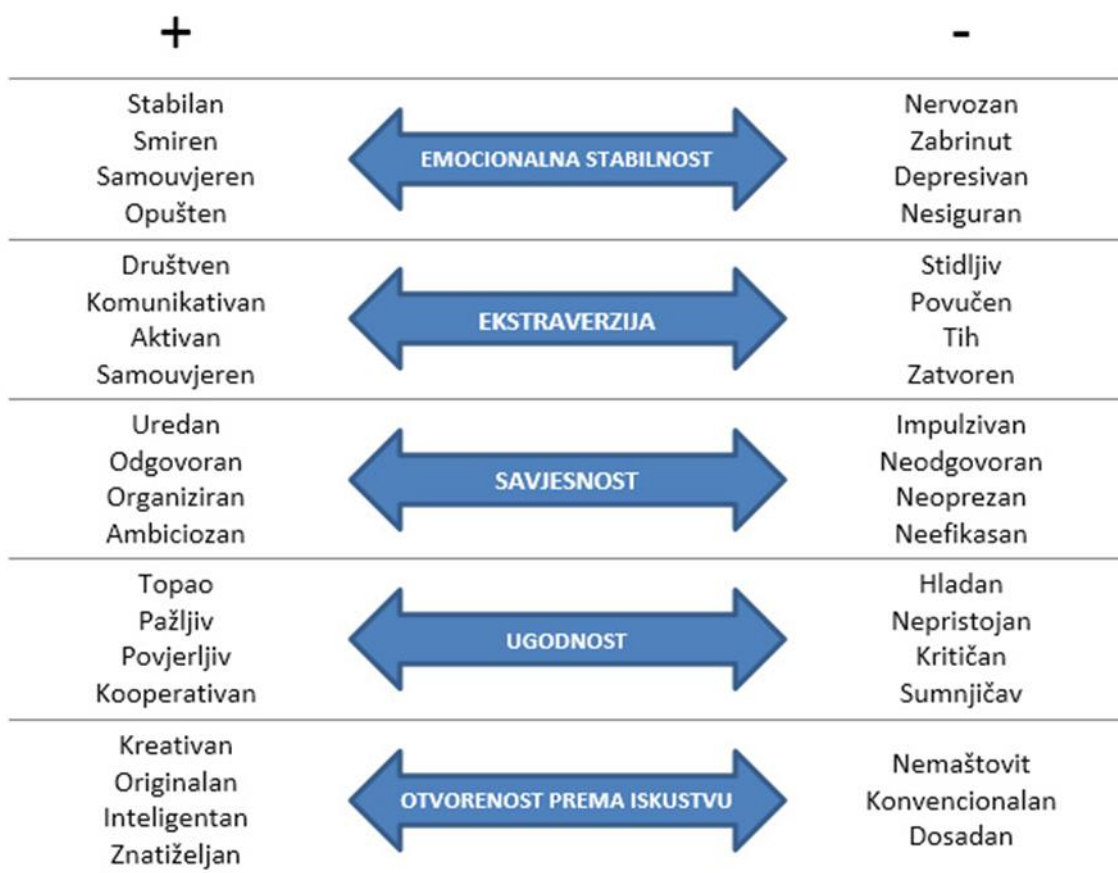 +
-
Stabilan
Smiren
Samouvjeren
Opušten
EMOCIONALNA STABILNOST
Nervozan
Zabrinut
Depresivan
Nesiguran
Društven
Komunikativan
Aktivan
Samouvjeren
EKSTRAVERZIJA
Stidljiv
Povučen
Tih
Zatvoren
Uredan
Odgovoran
Organiziran
Ambiciozan
SAVJESNOST
Impulzivan
Neodgovoran
Neoprezan
Neefikasan
Topao
Pažljiv
Povjerljiv
Kooperativan
UGODNOST
Hladan
Nepristojan
Kritičan
Sumnjičav
Kreativan
Originalan
Inteligentan
Znatiželjan
OTVORENOST PREMA ISKUSTVU
Nemaštovit
Konvencionalan
Dosadan